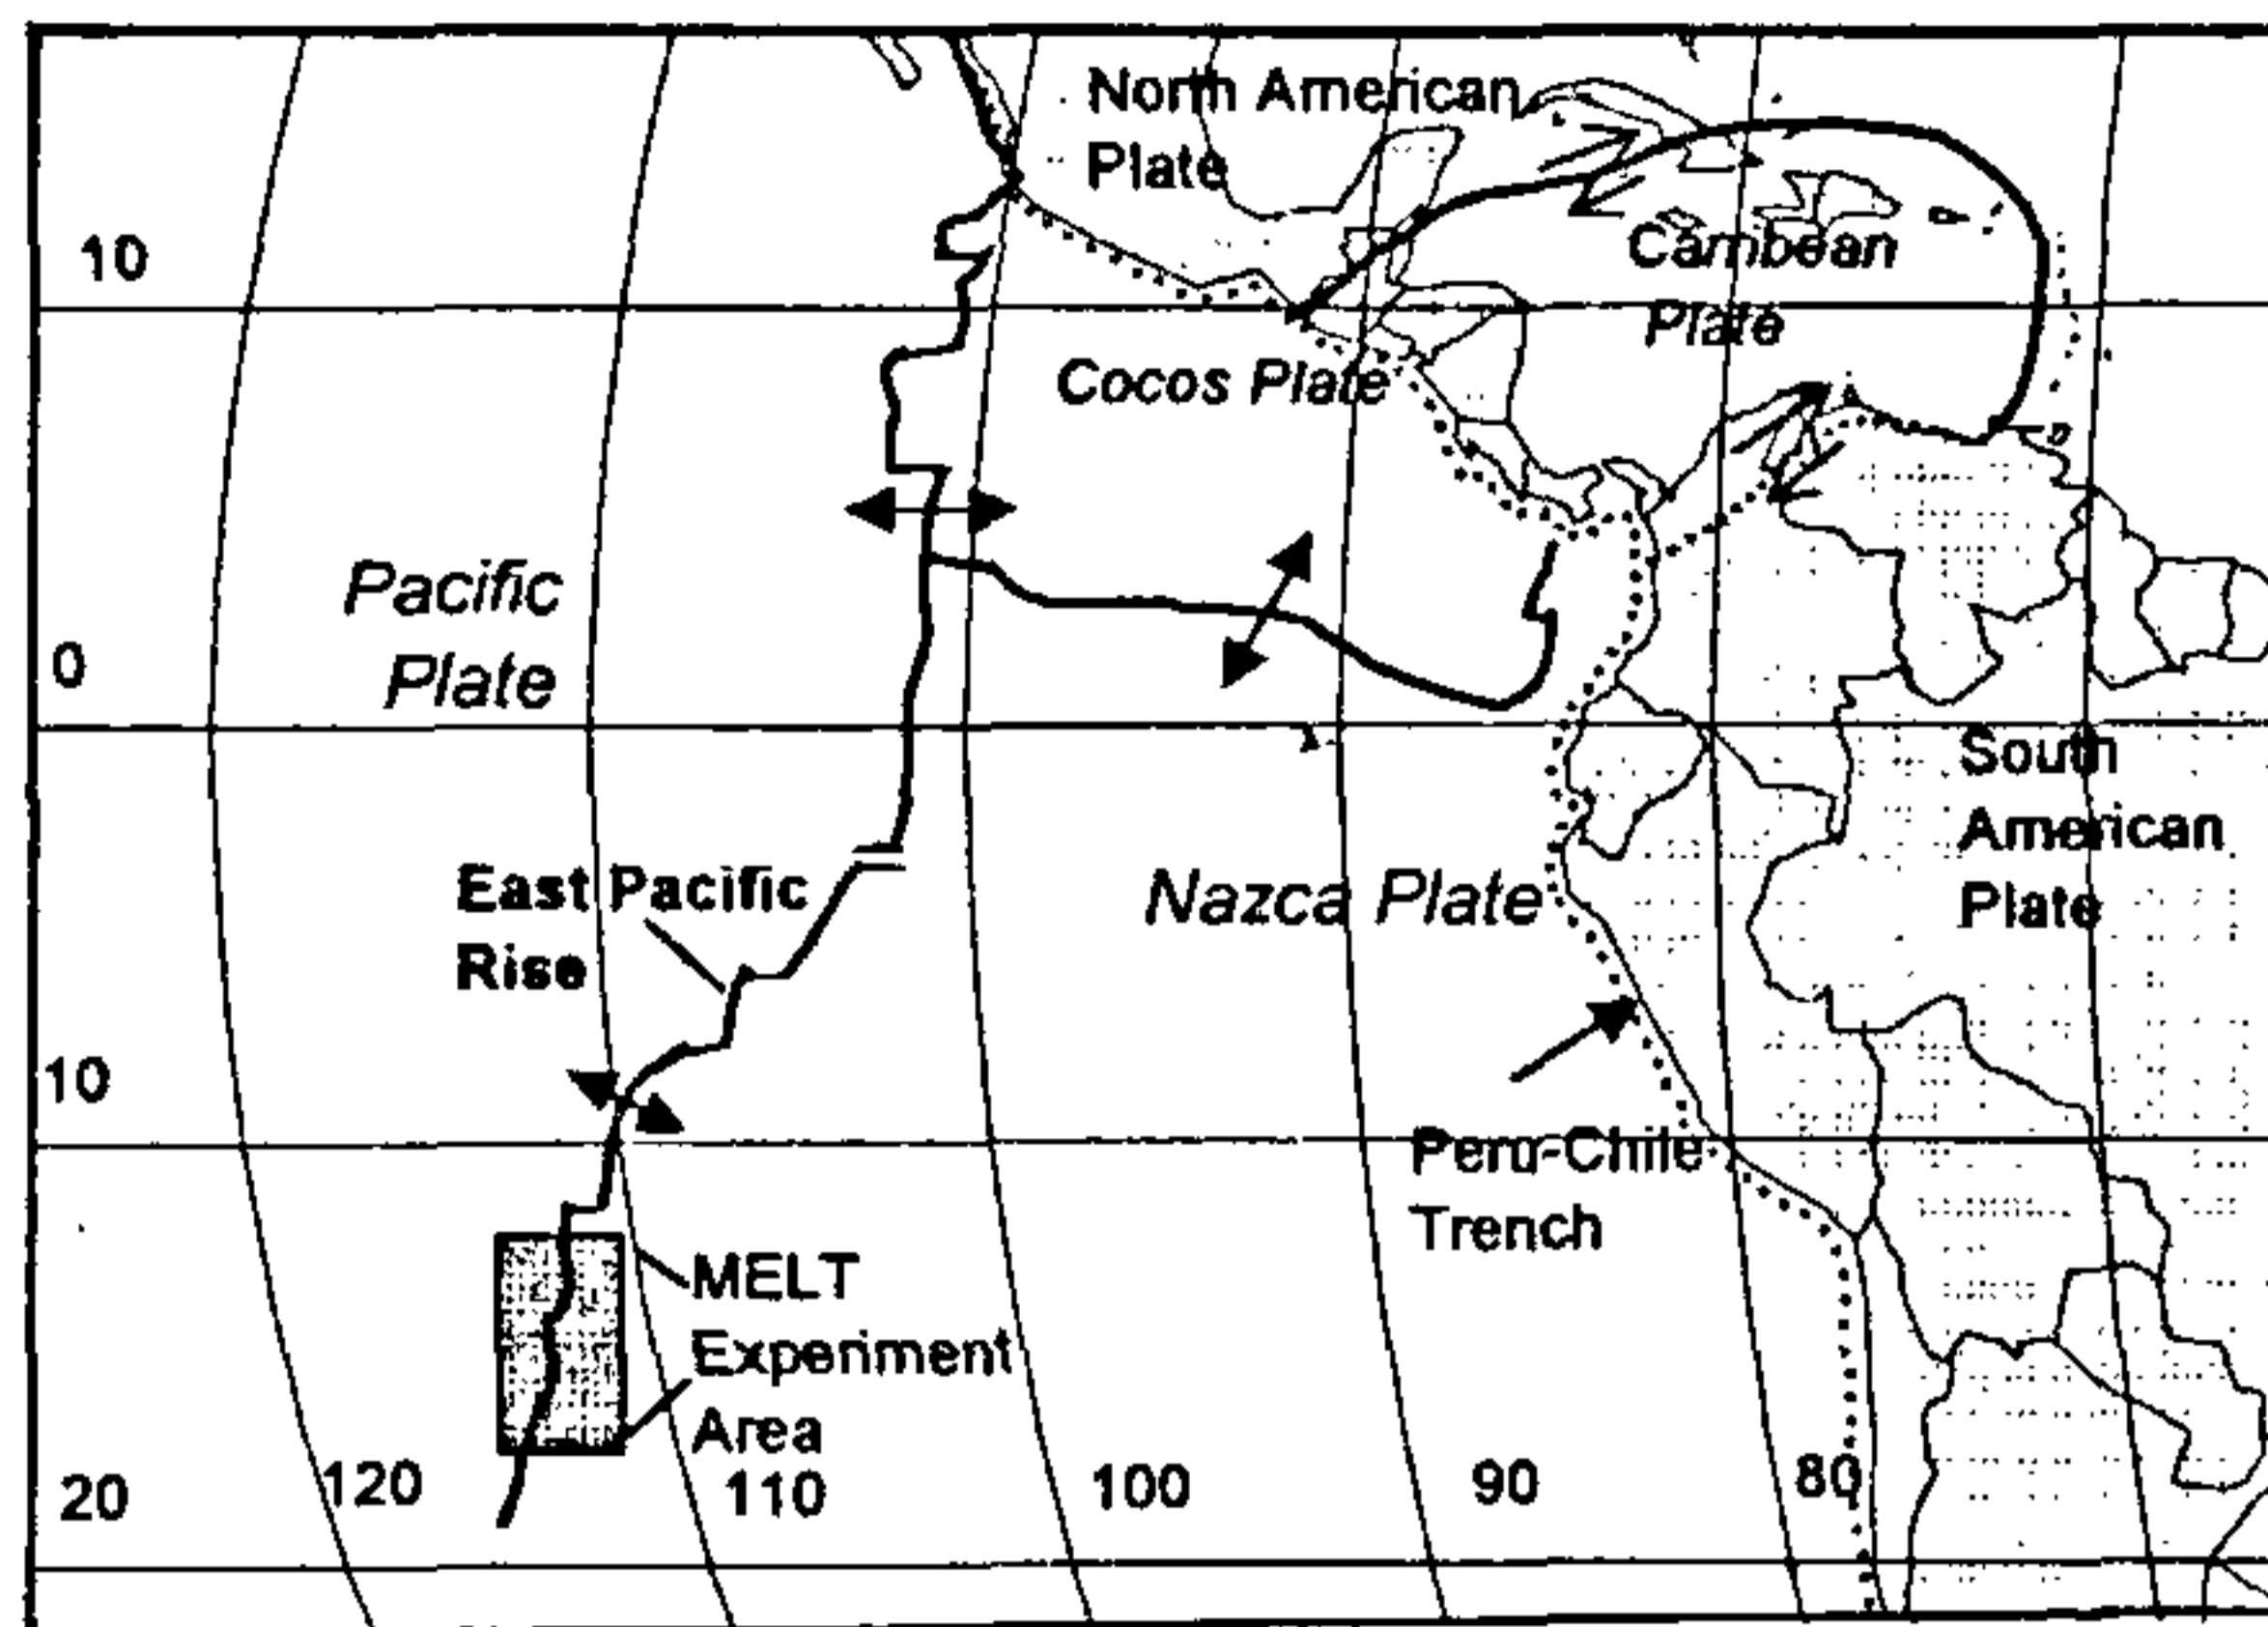 North American
Plate
10
Cambean
Plate
Cocos Plate
Pacific
Plate
0
South
American
Plate
East Pacific
Rise
Nazca Plate
10
Peru-Chile
Trench
MELT
Experiment
Area
20
120
110
100
90
80